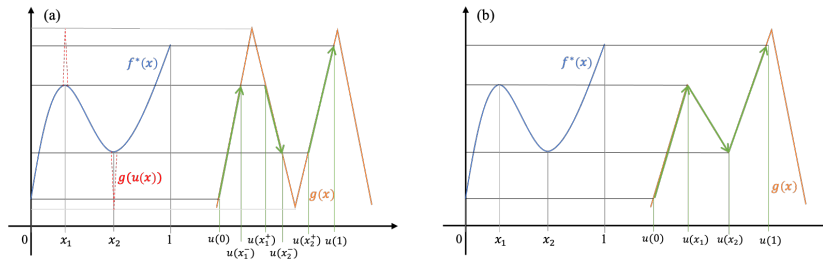 (a)
f*(x)
g(u(x))
g(x)
0
x₁
x₂
1
u(0)
u(x₁⁺)
u(x₂⁺)
u(1)
u(x₁⁻)
u(x₂⁻)
(b)
f*(x)
g(x)
0
x₁
x₂
1
u(0)
u(x₁)
u(x₂)
u(1)